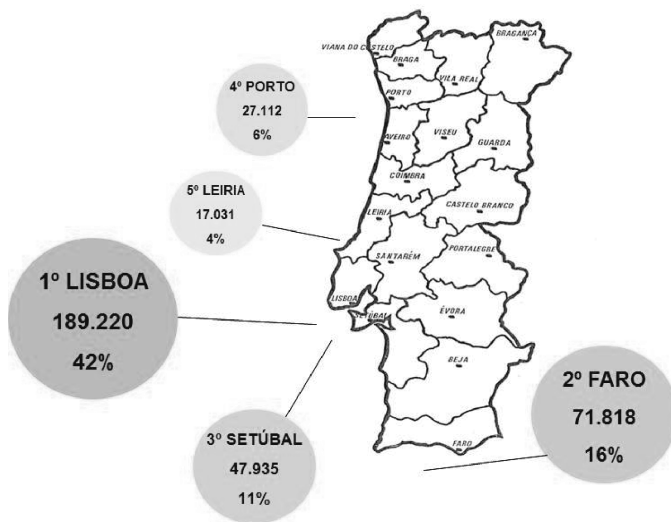 VIANA DO CASTELO
BRAGANÇA
BRAGA
VILA REAL
4º PORTO
27.112
6%
PORTO
AVEIRO
VISEU
GUARDA
COIMBRA
5º LEIRIA
17.031
4%
LEIRIA
CASTELO BRANCO
SANTARÉM
PORTALEGRE
1º LISBOA
189.220
42%
LISBOA
SETÚBAL
ÉVORA
BEJA
2º FARO
71.818
16%
3º SETÚBAL
47.935
11%
FARO